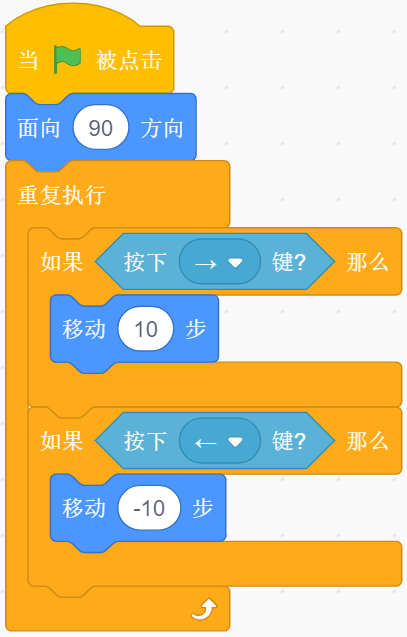 当 被点击
面向 90 方向
重复执行
如果 按下 → 键? 那么
移动 10 步
如果 按下 ← 键? 那么
移动 -10 步